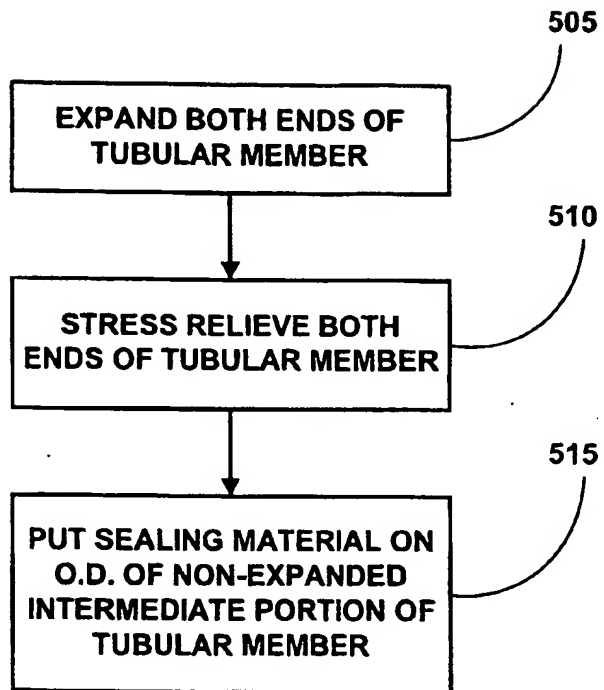 505
EXPAND BOTH ENDS OF
TUBULAR MEMBER
510
STRESS RELIEVE BOTH
ENDS OF TUBULAR MEMBER
515
PUT SEALING MATERIAL ON
O.D. OF NON-EXPANDED
INTERMEDIATE PORTION OF
TUBULAR MEMBER